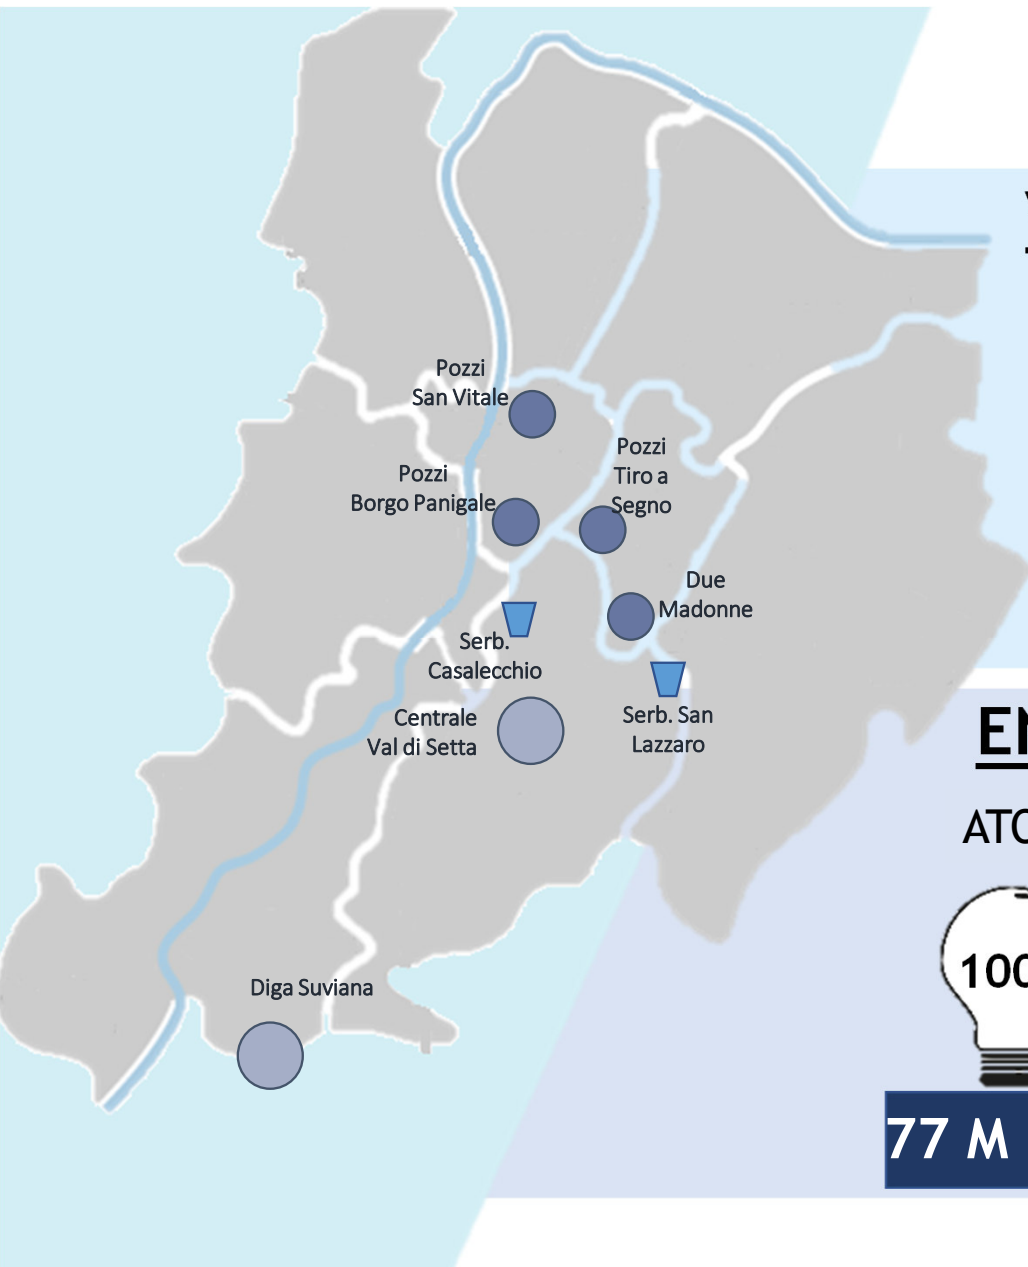 Pozzi
San Vitale
Pozzi
Tiro a
Segno
Pozzi
Borgo Panigale
Due
Madonne
Serb.
Casalecchio
Centrale
Val di Setta
Serb. San
Lazzaro
Diga Suviana
100
77 M